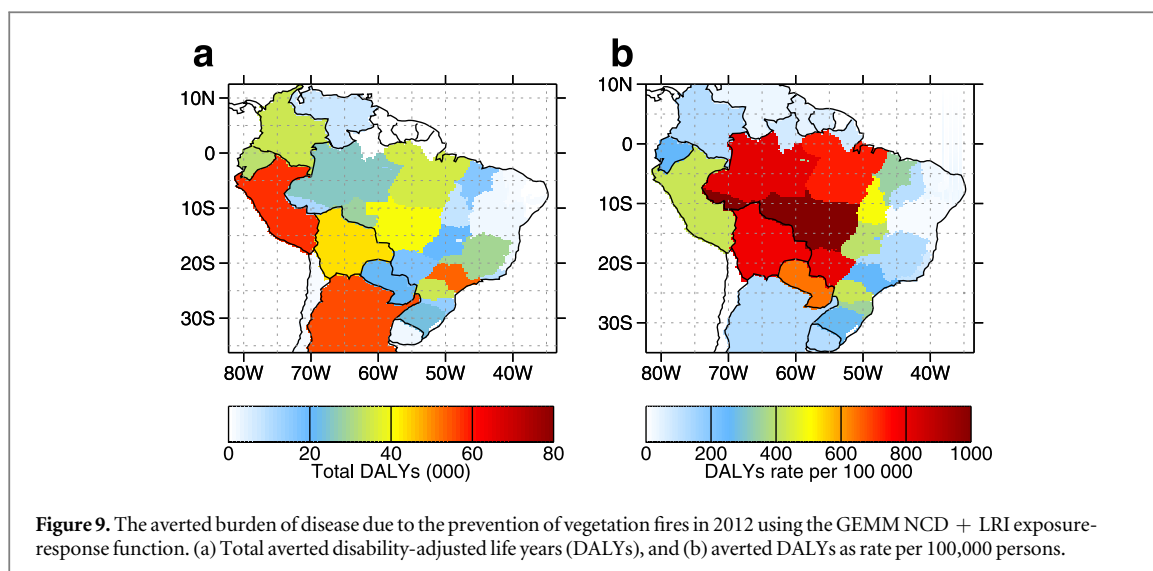 a
b
10N
0
10S
20S
30S
80W 70W 60W 50W 40W
0 20 40 60 80
Total DALYs (000)
10N
0
10S
20S
30S
80W 70W 60W 50W 40W
0 200 400 600 800 1000
DALYs rate per 100 000
Figure 9. The averted burden of disease due to the prevention of vegetation fires in 2012 using the GEMM NCD + LRI exposure-
response function. (a) Total averted disability-adjusted life years (DALYs), and (b) averted DALYs as rate per 100,000 persons.